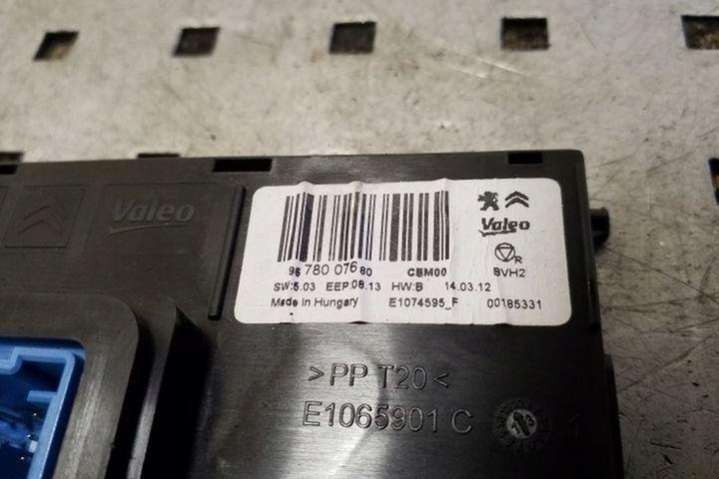 Valeo
Valeo
R
BVH2
96 780 076 80 CBM00
SW:5.03 EEP:08.13 HW:B 14.03.12
Made in Hungary E1074595_F 00185331
>PP T20<
E1065901 C